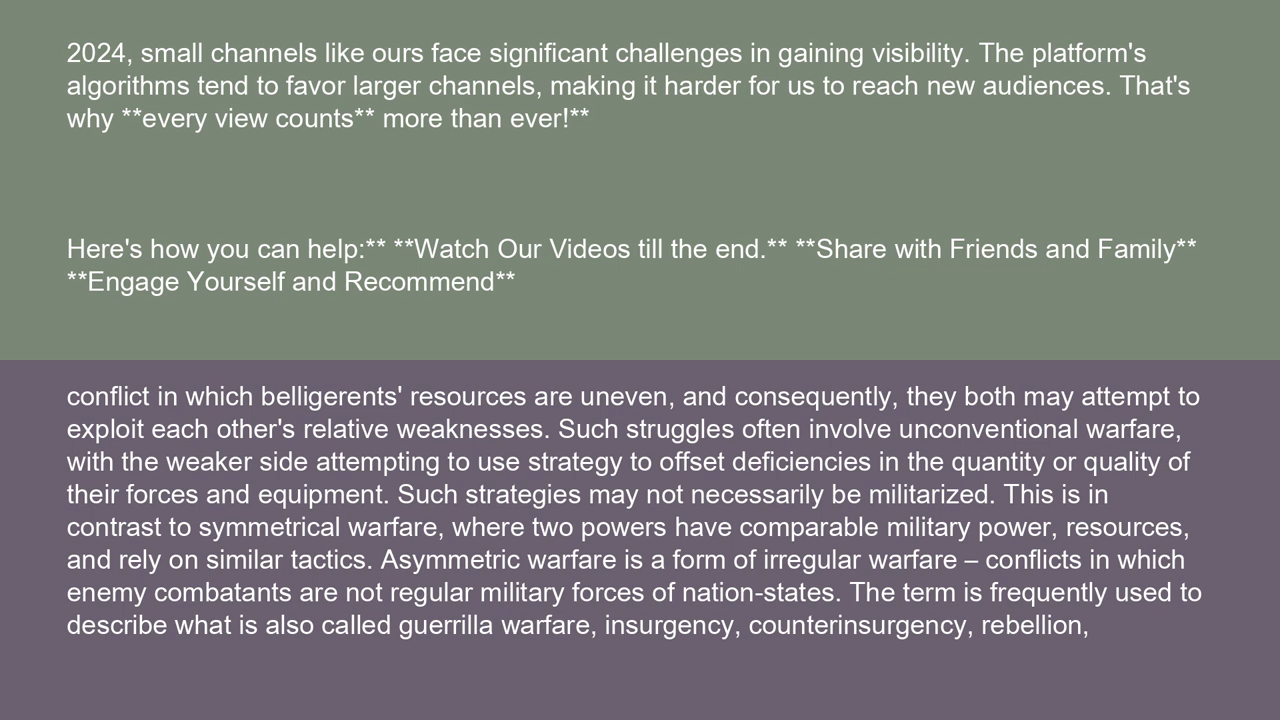 2024, small channels like ours face significant challenges in gaining visibility. The platform's
algorithms tend to favor larger channels, making it harder for us to reach new audiences. That's
why **every view counts** more than ever!**
Here's how you can help:** **Watch Our Videos till the end.** **Share with Friends and Family**
**Engage Yourself and Recommend**
conflict in which belligerents' resources are uneven, and consequently, they both may attempt to
exploit each other's relative weaknesses. Such struggles often involve unconventional warfare,
with the weaker side attempting to use strategy to offset deficiencies in the quantity or quality of
their forces and equipment. Such strategies may not necessarily be militarized. This is in
contrast to symmetrical warfare, where two powers have comparable military power, resources,
and rely on similar tactics. Asymmetric warfare is a form of irregular warfare – conflicts in which
enemy combatants are not regular military forces of nation-states. The term is frequently used to
describe what is also called guerrilla warfare, insurgency, counterinsurgency, rebellion,